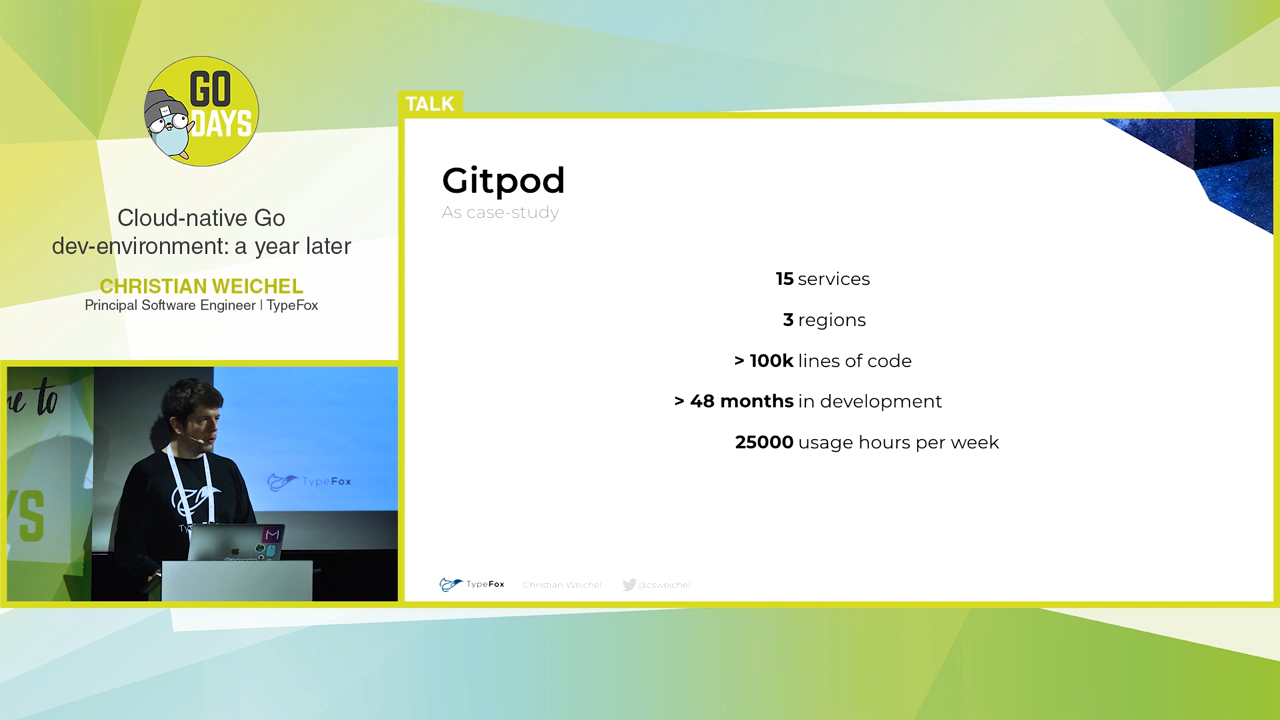 GO
DAYS
TALK
Cloud-native Go
dev-environment: a year later
CHRISTIAN WEICHEL
Principal Software Engineer | TypeFox
Gitpod
As case-study
15 services
3 regions
> 100k lines of code
> 48 months in development
25000 usage hours per week
TypeFox
Christian Weichel
@csweichel
to
TypeFox
YS